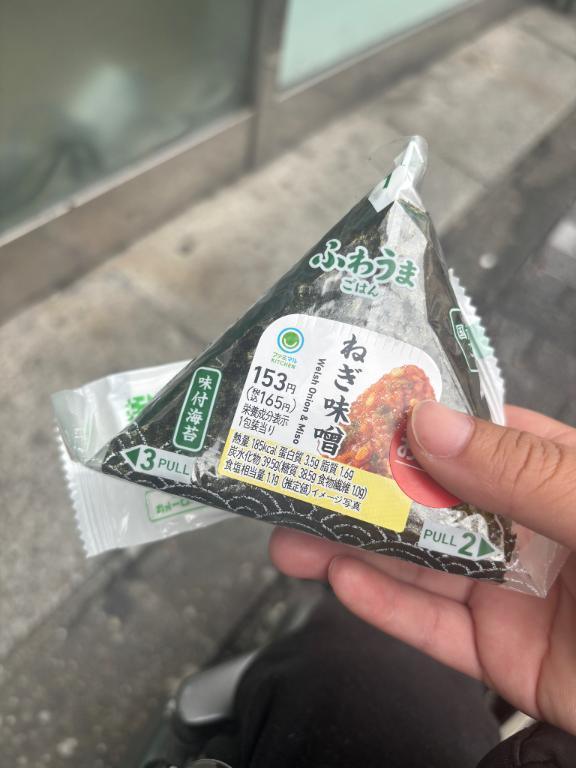 1
ふわうま
ごはん
ファミマル
KITCHEN
ねぎ味噌
Welsh Onion & Miso
153円
(税込165円)
栄養成分表示
1包装当り
熱量 185kcal 蛋白質 3.5g 脂質 1.6g
炭水化物 39.5g(糖質 38.5g 食物繊維 1.0g)
食塩相当量 1.1g (推定値) イメージ写真
味付海苔
3 PULL
PULL 2